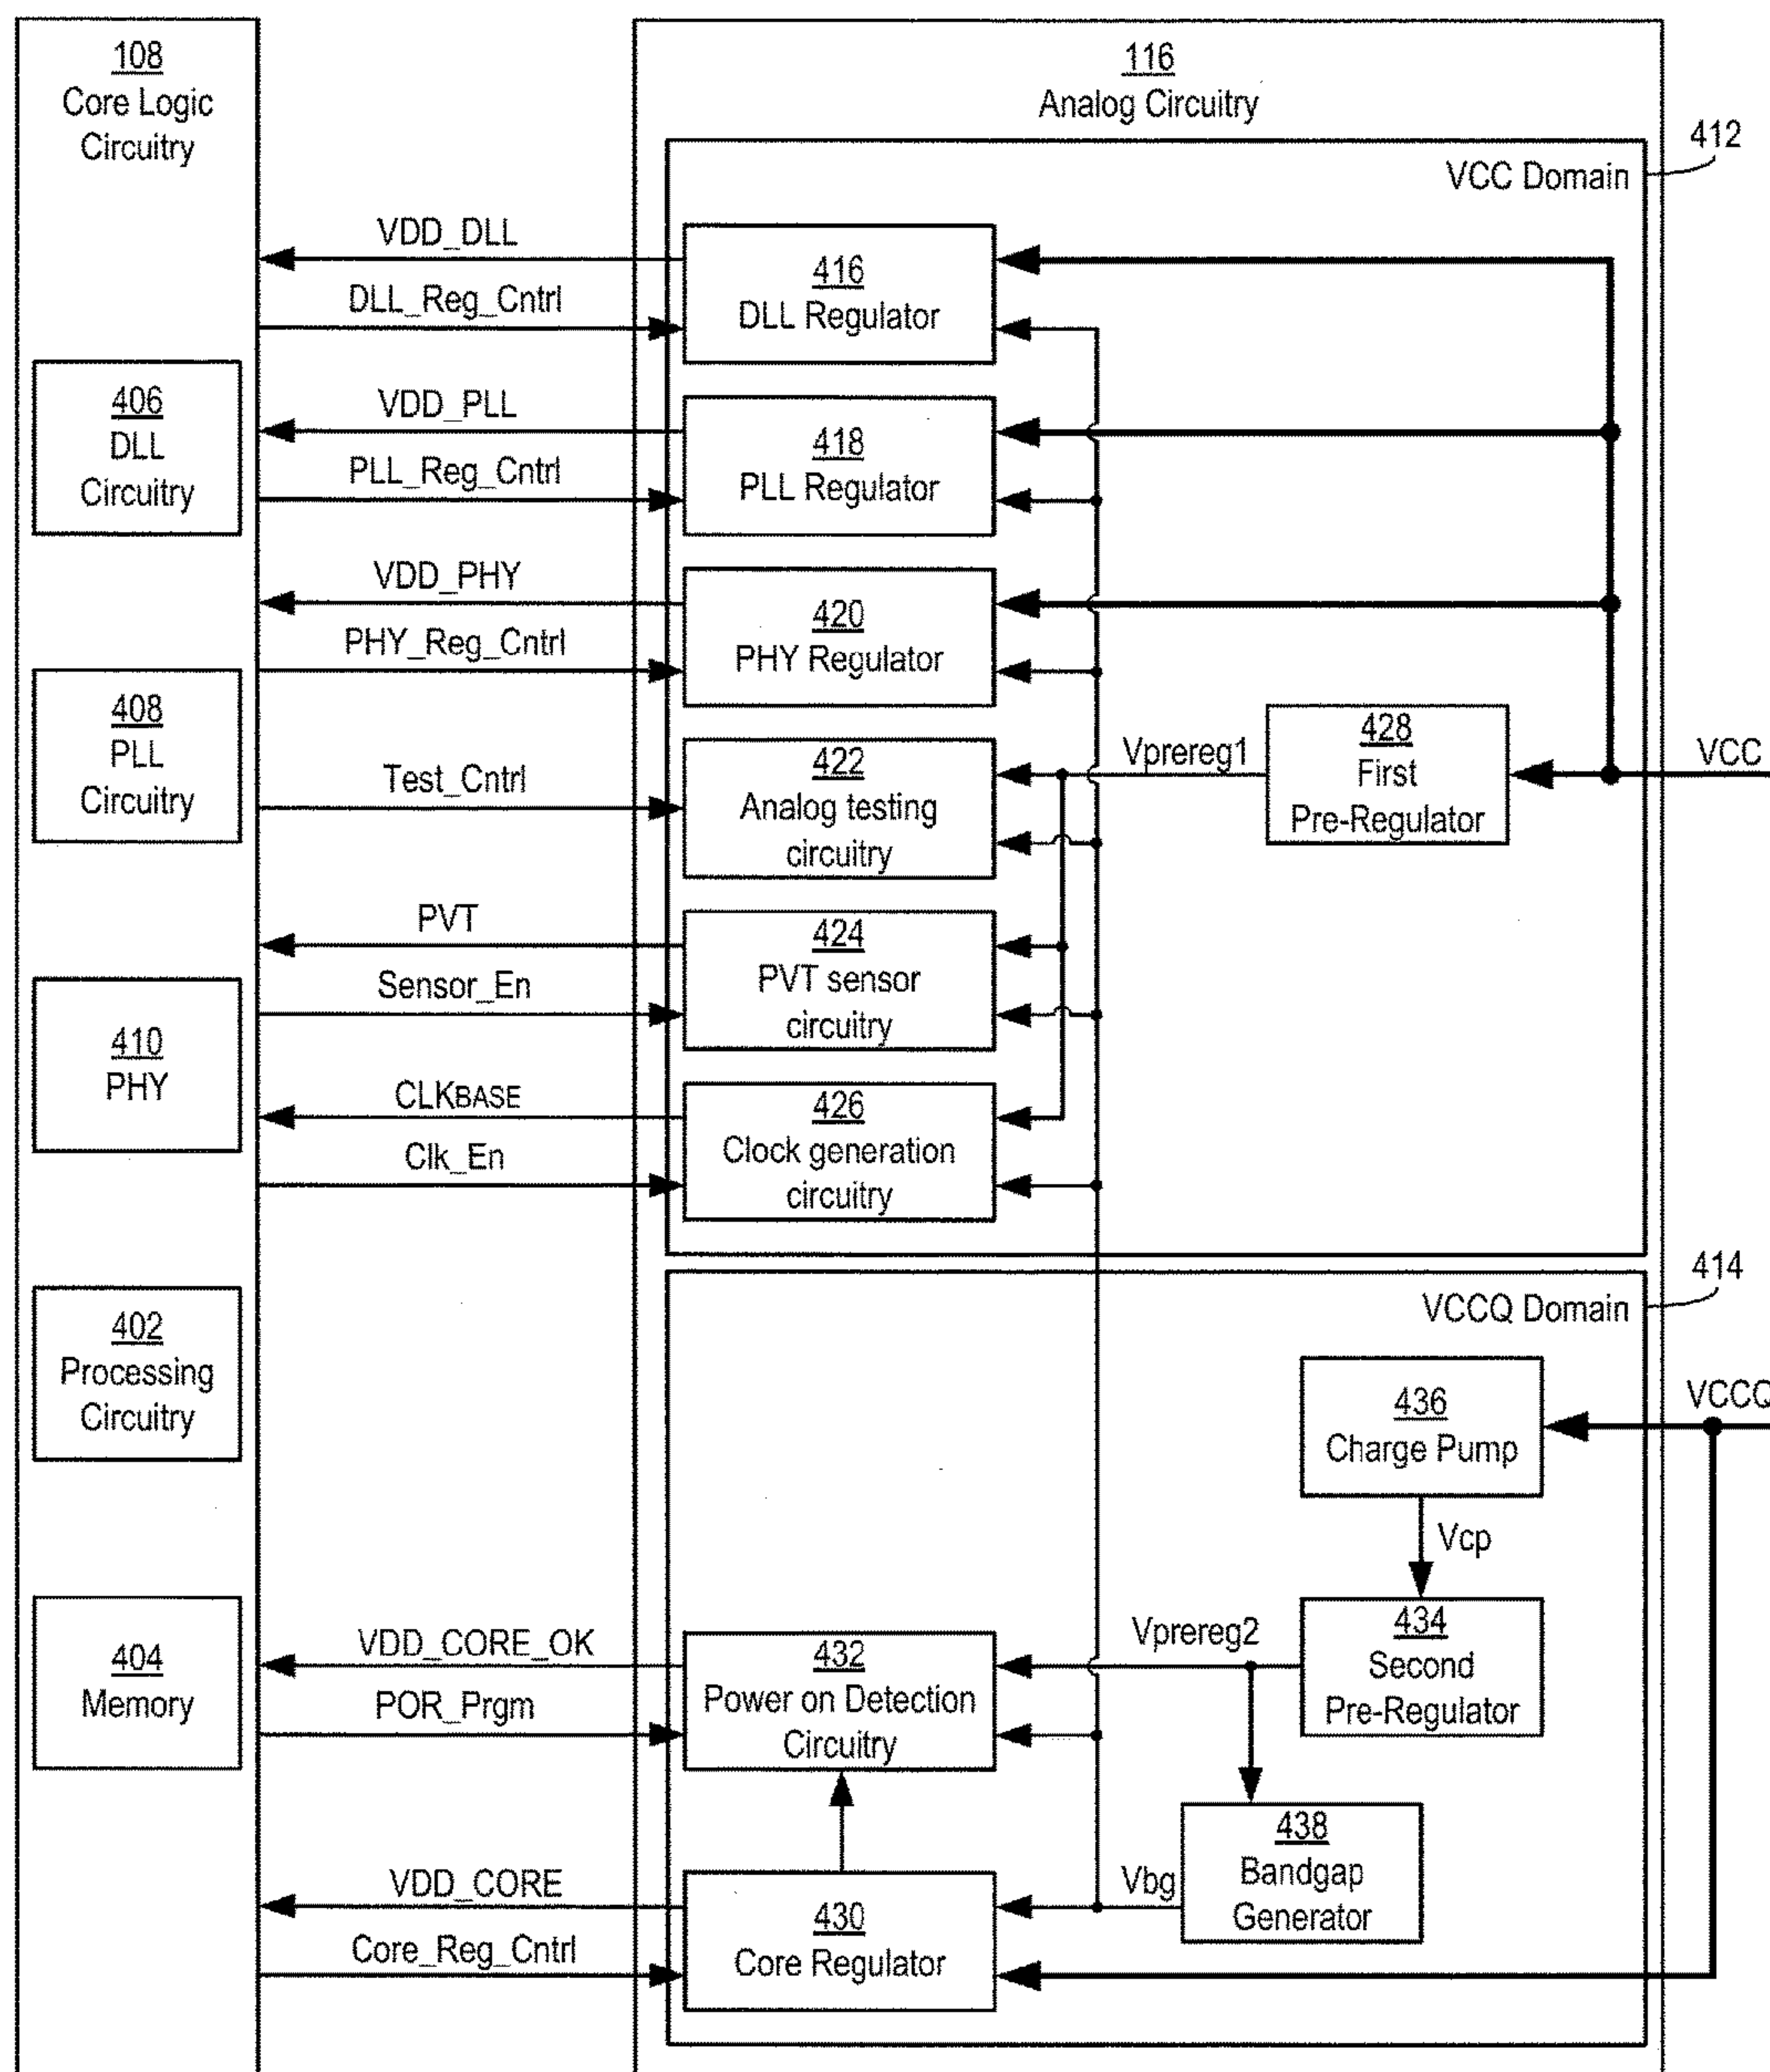 108
Core Logic
Circuitry
116
Analog Circuitry
412
VCC Domain
VDD_DLL
DLL_Reg_Cntrl
416
DLL Regulator
406
DLL
Circuitry
VDD_PLL
PLL_Reg_Cntrl
418
PLL Regulator
VDD_PHY
PHY_Reg_Cntrl
420
PHY Regulator
408
PLL
Circuitry
Test_Cntrl
422
Analog testing
circuitry
Vprereg1
428
First
Pre-Regulator
VCC
PVT
Sensor_En
424
PVT sensor
circuitry
410
PHY
CLKBASE
Clk_En
426
Clock generation
circuitry
414
VCCQ Domain
402
Processing
Circuitry
436
Charge Pump
VCCQ
Vcp
404
Memory
VDD_CORE_OK
POR_Prgm
432
Power on Detection
Circuitry
Vprereg2
434
Second
Pre-Regulator
438
Bandgap
Generator
Vbg
VDD_CORE
Core_Reg_Cntrl
430
Core Regulator